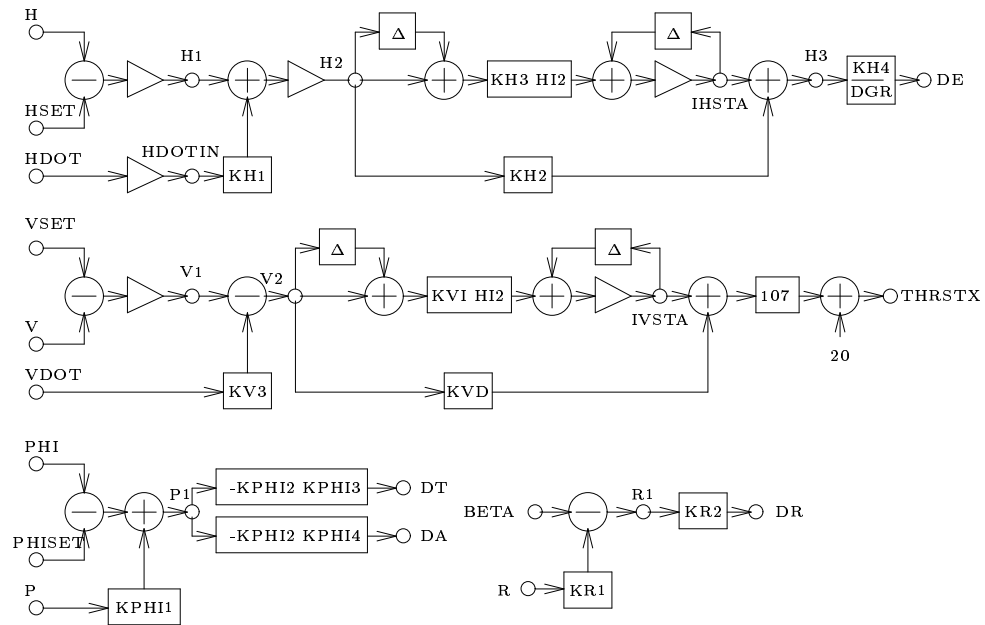 H
H1
H2
Δ
Δ
H3
KH3 HI2
KH4
DGR
DE
HSET
IHSTA
HDOT
HDOTIN
KH1
KH2
VSET
V1
V2
Δ
Δ
KVI HI2
107
THRSTX
V
IVSTA
20
VDOT
KV3
KVD
PHI
P1
-KPHI2 KPHI3
DT
-KPHI2 KPHI4
DA
PHISET
P
KPHI1
BETA
R1
KR2
DR
R
KR1